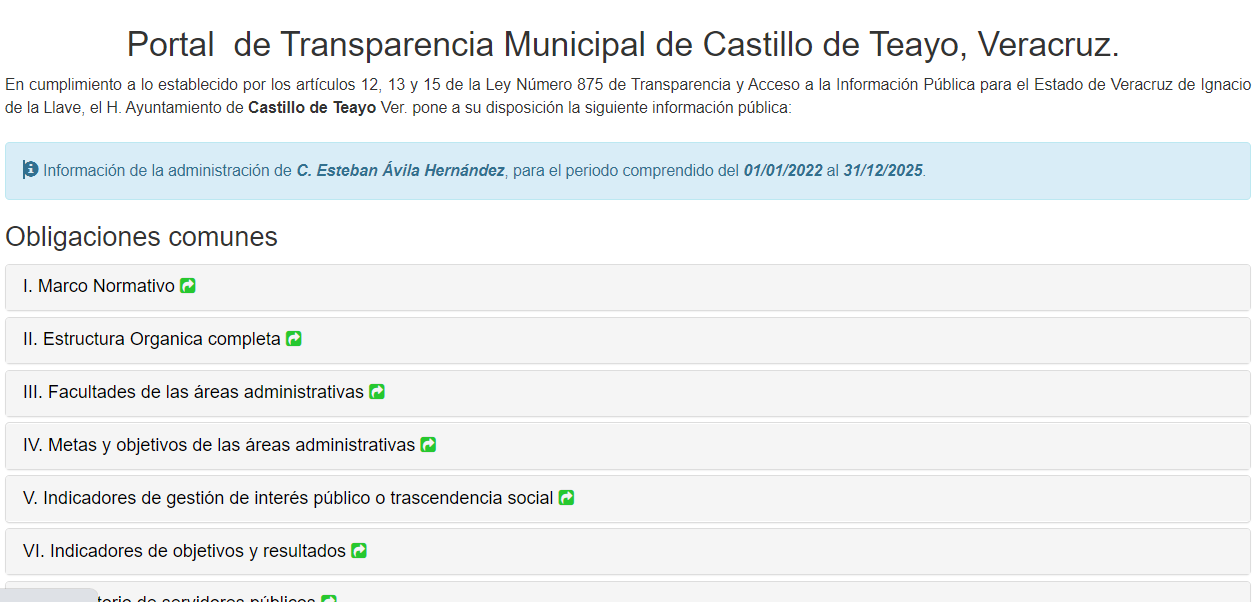 Portal  de Transparencia Municipal de Castillo de Teayo, Veracruz.
En cumplimiento a lo establecido por los artículos 12, 13 y 15 de la Ley Número 875 de Transparencia y Acceso a la Información Pública para el Estado de Veracruz de Ignacio
de la Llave, el H. Ayuntamiento de Castillo de Teayo Ver. pone a su disposición la siguiente información pública:
Información de la administración de C. Esteban Ávila Hernández, para el periodo comprendido del 01/01/2022 al 31/12/2025.
Obligaciones comunes
I. Marco Normativo
II. Estructura Organica completa
III. Facultades de las áreas administrativas
IV. Metas y objetivos de las áreas administrativas
V. Indicadores de gestión de interés público o trascendencia social
VI. Indicadores de objetivos y resultados
de servidores públicos